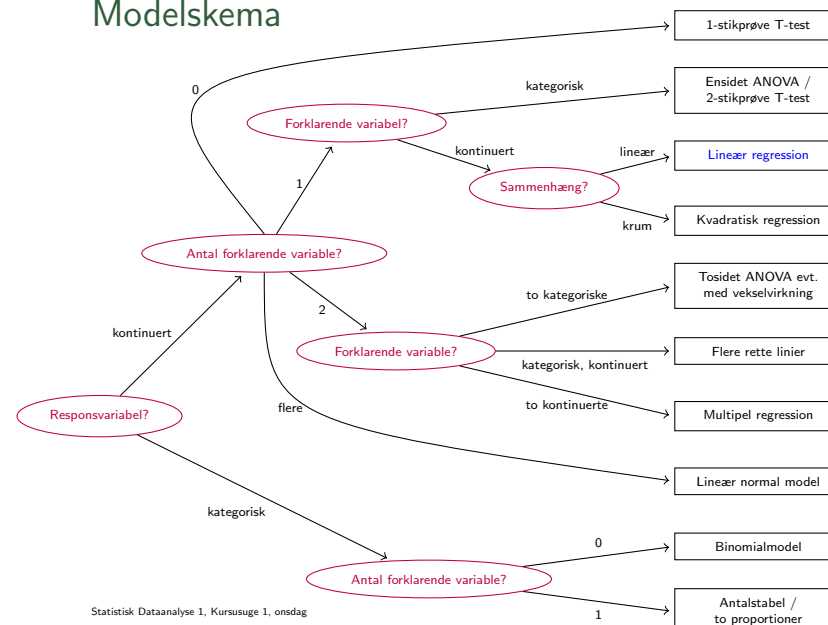 Modelskema
1-stikprøve T-test
0
kategorisk
Ensidet ANOVA /
2-stikprøve T-test
Forklarende variabel?
kontinuert
lineær
Lineær regression
1
Sammenhæng?
krum
Kvadratisk regression
Antal forklarende variable?
Tosidet ANOVA evt.
med vekselvirkning
to kategoriske
2
kontinuert
Forklarende variable?
kategorisk, kontinuert
Flere rette linier
to kontinuerte
Multipel regression
flere
Responsvariabel?
Lineær normal model
kategorisk
0
Binomialmodel
Antal forklarende variable?
1
Antalstabel /
to proportioner
Statistisk Dataanalyse 1, Kursusuge 1, onsdag